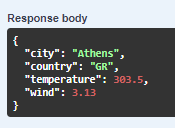 Response body
{
  "city": "Athens",
  "country": "GR",
  "temperature": 303.5,
  "wind": 3.13
}